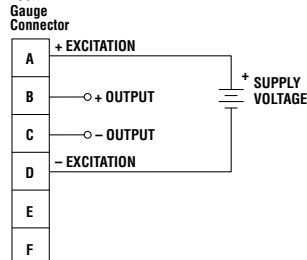 Gauge
Connector
+ EXCITATION
A
+ SUPPLY
VOLTAGE
B
+ OUTPUT
C
– OUTPUT
– EXCITATION
D
E
F